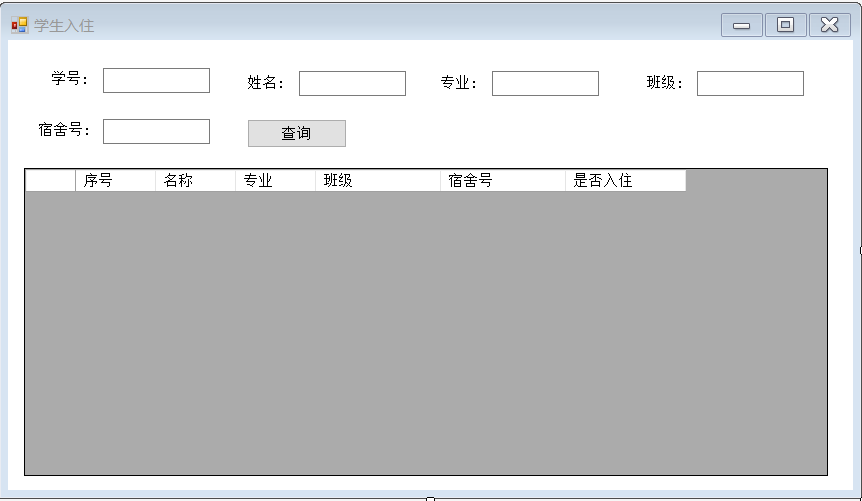 学生入住
学号： 姓名： 专业： 班级：
宿舍号： 查询
序号 名称 专业 班级 宿舍号 是否入住